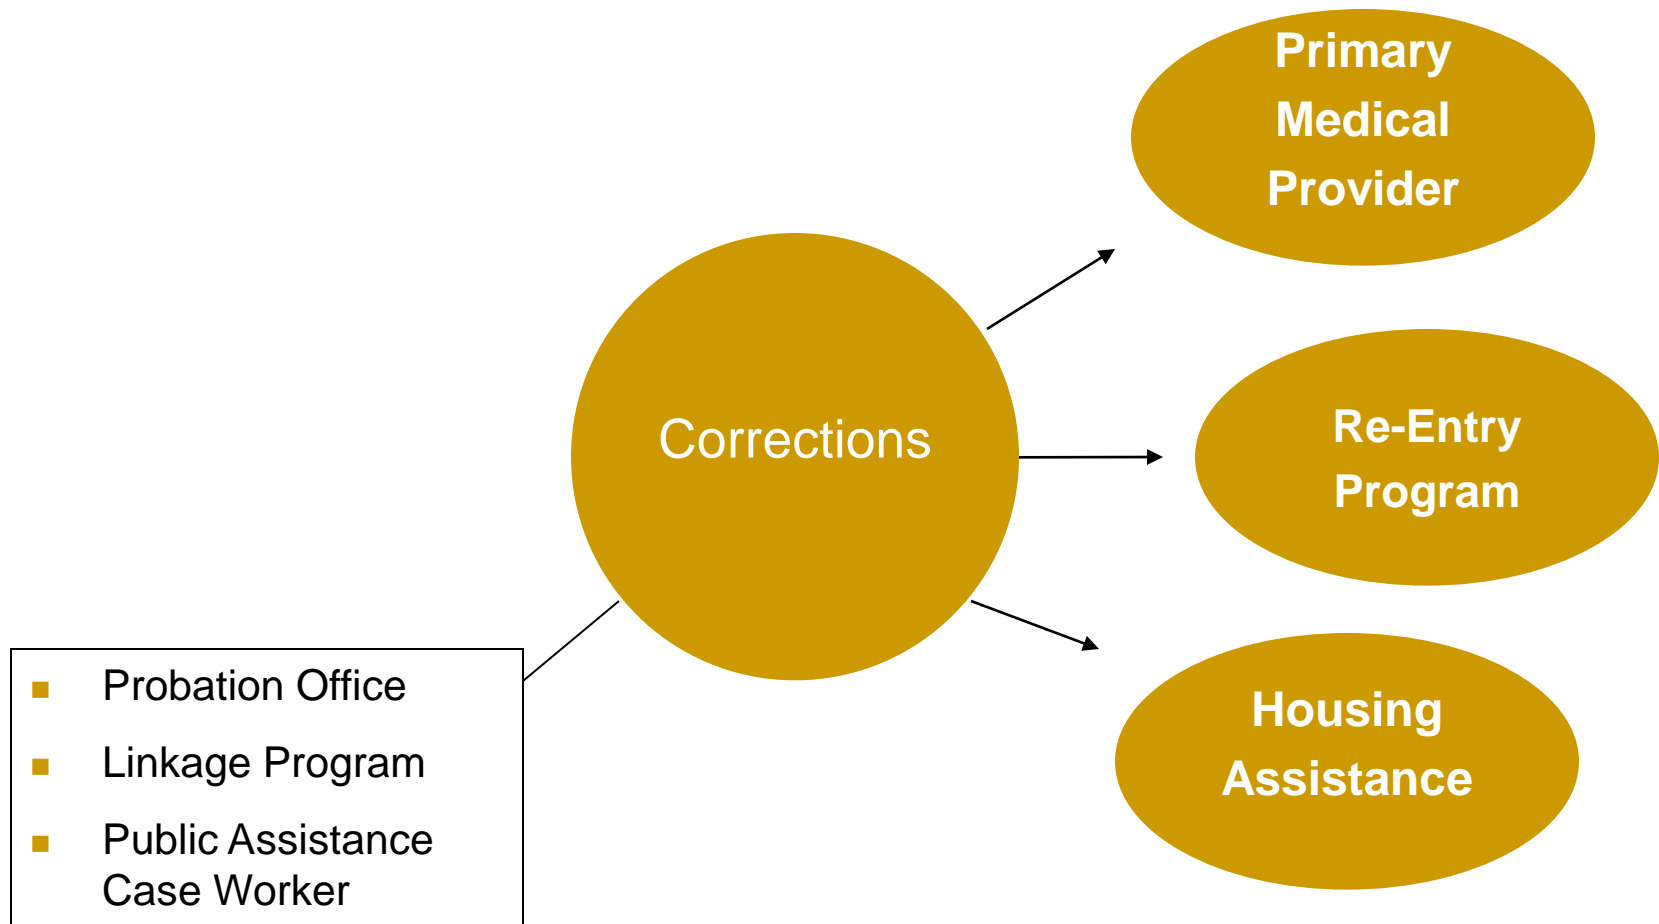 Primary
Medical
Provider
Corrections
Re-Entry
Program
Housing
Assistance
Probation Office
Linkage Program
Public Assistance
Case Worker